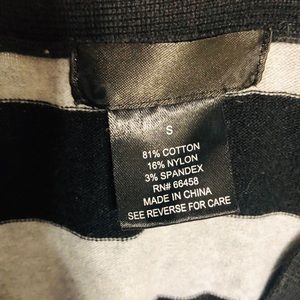 S
81% COTTON
16% NYLON
3% SPANDEX
RN# 66458
MADE IN CHINA
SEE REVERSE FOR CARE